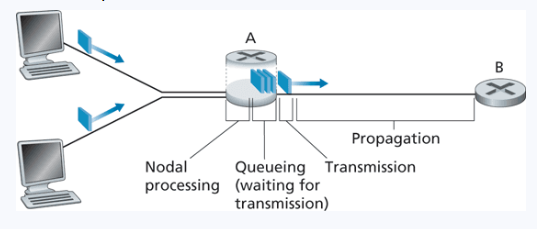 A
B
Propagation
Nodal
processing
Queueing
(waiting for
transmission)
Transmission